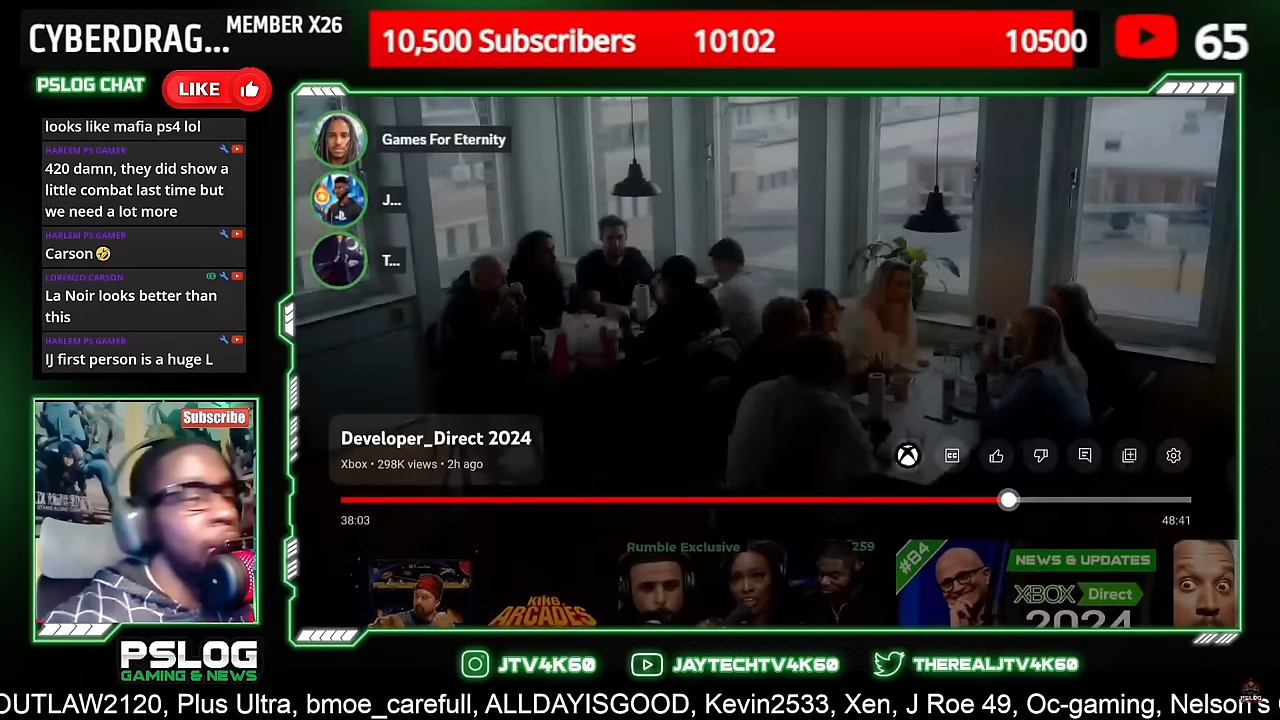 CYBERDRAG...
MEMBER X26
10,500 Subscribers
10102
10500
65
PSLOG CHAT
LIKE
looks like mafia ps4 lol
HARLEM PS GAMER
420 damn, they did show a
little combat last time but
we need a lot more
HARLEM PS GAMER
Carson🤣
LORENZO CARSON
La Noir looks better than
this
HARLEM PS GAMER
IJ first person is a huge L
Games For Eternity
J...
T...
Developer_Direct 2024
Xbox • 298K views • 2h ago
38:03
48:41
Rumble Exclusive
259
KING
ARCADES
#84
NEWS & UPDATES
XBOX Direct
2024
Subscribe
PSLOG
GAMING & NEWS
JTV4K60
JAYTECHTV4K60
THEREALJTV4K60
OUTLAW2120, Plus Ultra, bmoe_carefull, ALLDAYISGOOD, Kevin2533, Xen, J Roe 49, Oc-gaming, Nelson's